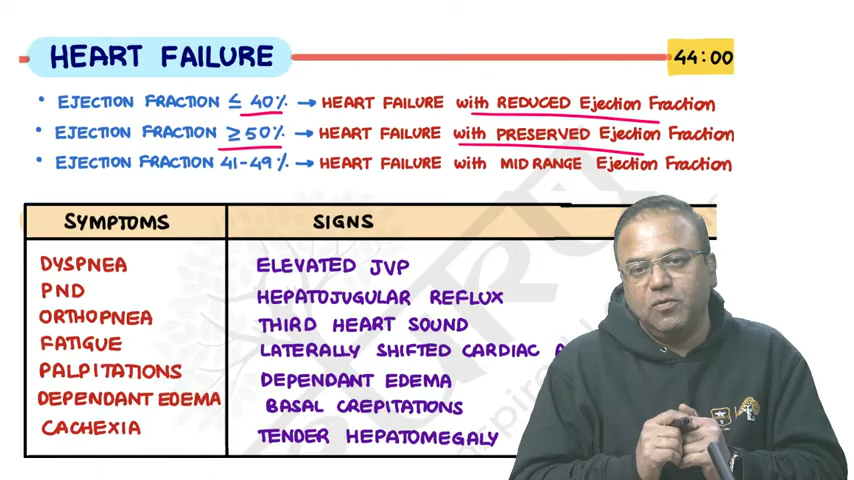 HEART FAILURE
44:00
• EJECTION FRACTION ≤ 40% → HEART FAILURE with REDUCED Ejection Fraction
• EJECTION FRACTION ≥ 50% → HEART FAILURE with PRESERVED Ejection Fraction
• EJECTION FRACTION 41-49% → HEART FAILURE with MIDRANGE Ejection Fraction
SYMPTOMS SIGNS
DYSPNEA ELEVATED JVP
PND HEPATOJUGULAR REFLUX
ORTHOPNEA THIRD HEART SOUND
FATIGUE LATERALLY SHIFTED CARDIAC
PALPITATIONS DEPENDANT EDEMA
DEPENDANT EDEMA BASAL CREPITATIONS
CACHEXIA TENDER HEPATOMEGALY